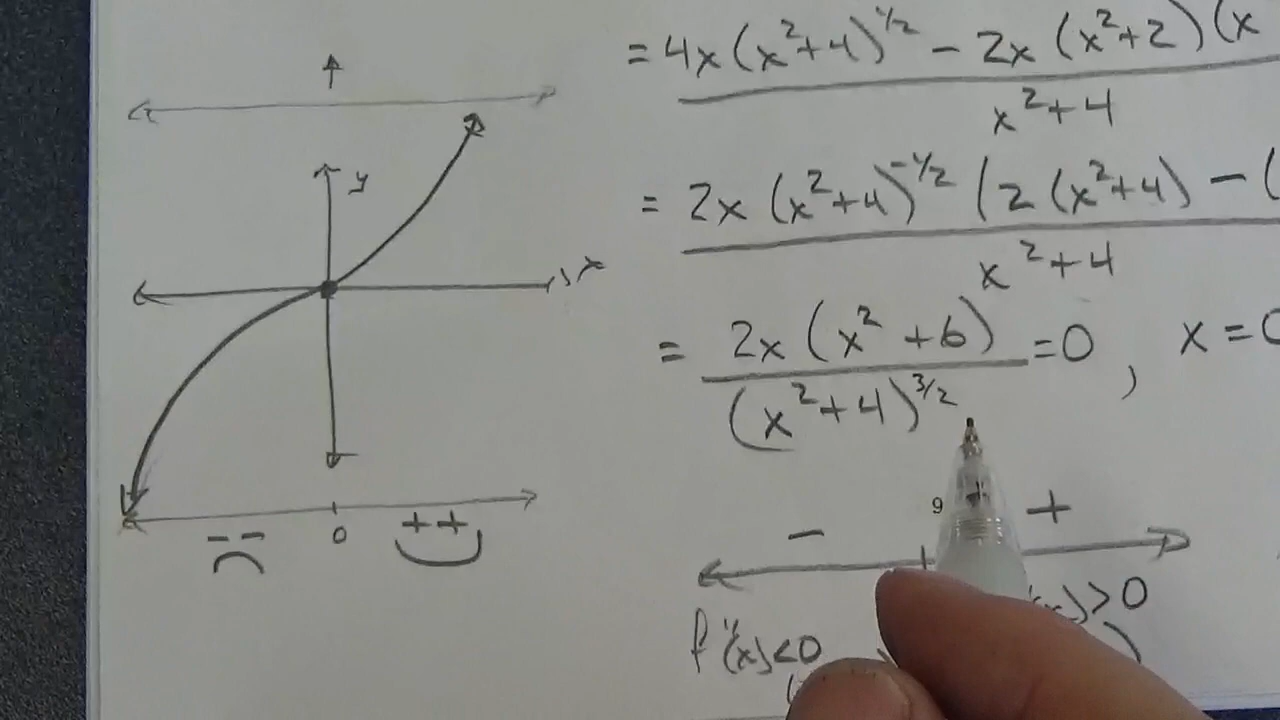 = 4x(x²+4)^½ - 2x(x²+2)(x
x²+4
= 2x(x²+4)^-½ (2(x²+4) - (
x²+4
= 2x(x²+6) = 0, x = 0
(x²+4)^3/2
y
x
-- 0 ++
- 9 + +
f''(x)<0 (x)>0